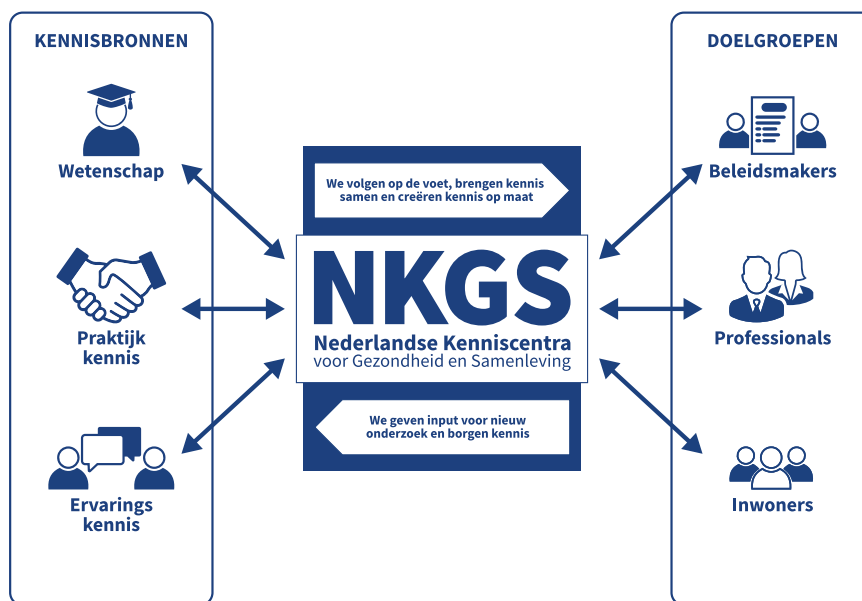 KENNISBRONNEN
Wetenschap
Praktijk
kennis
Ervarings
kennis
We volgen op de voet, brengen kennis
samen en creëren kennis op maat
NKGS
Nederlandse Kenniscentra
voor Gezondheid en Samenleving
We geven input voor nieuw
onderzoek en borgen kennis
DOELGROEPEN
Beleidsmakers
Professionals
Inwoners